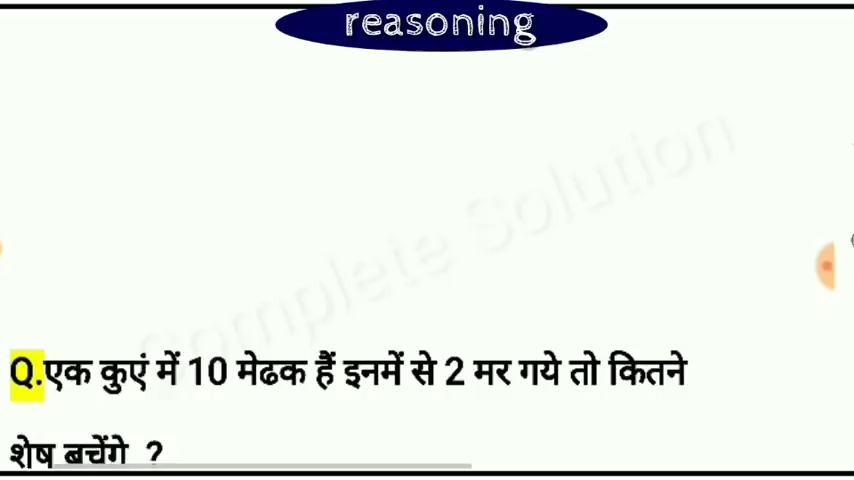 reasoning
Complete Solution
Q.एक कुएं में 10 मेढक हैं इनमें से 2 मर गये तो कितने
शेष बचेंगे ?